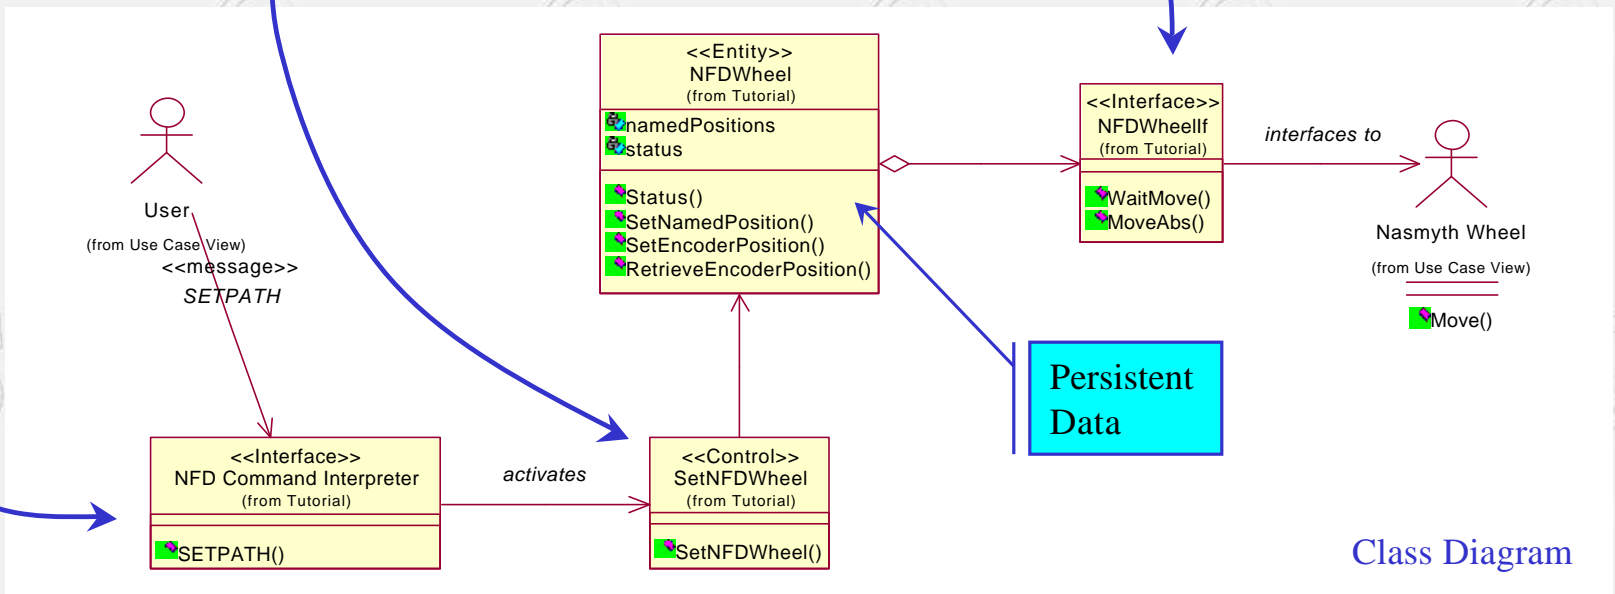 <<Entity>>
NFDWheel
(from Tutorial)
namedPositions
status
Status()
SetNamedPosition()
SetEncoderPosition()
RetrieveEncoderPosition()
<<Interface>>
NFDWheelIf
(from Tutorial)
WaitMove()
MoveAbs()
interfaces to
Nasmyth Wheel
(from Use Case View)
Move()
User
(from Use Case View)
<<message>>
SETPATH
Persistent
Data
<<Interface>>
NFD Command Interpreter
(from Tutorial)
SETPATH()
activates
<<Control>>
SetNFDWheel
(from Tutorial)
SetNFDWheel()
Class Diagram